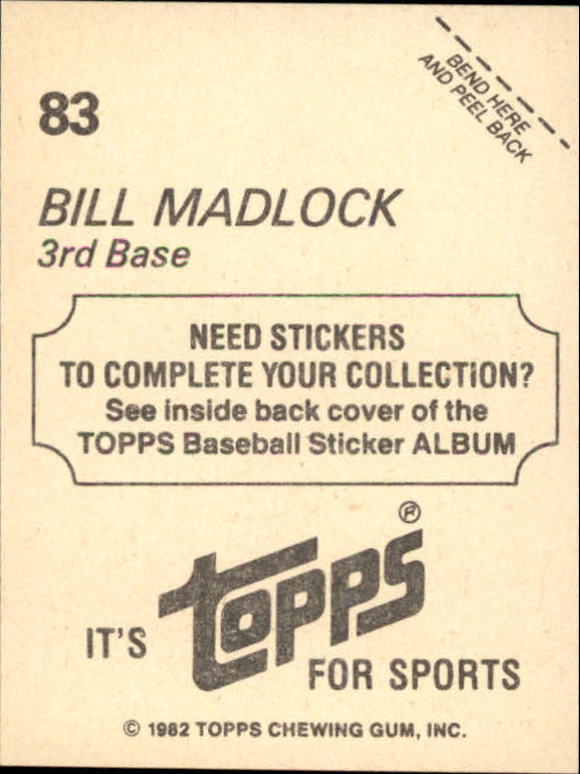 83
BEND HERE
AND PEEL BACK
BILL MADLOCK
3rd Base
NEED STICKERS
TO COMPLETE YOUR COLLECTION?
See inside back cover of the
TOPPS Baseball Sticker ALBUM
IT'S topps®
FOR SPORTS
© 1982 TOPPS CHEWING GUM, INC.